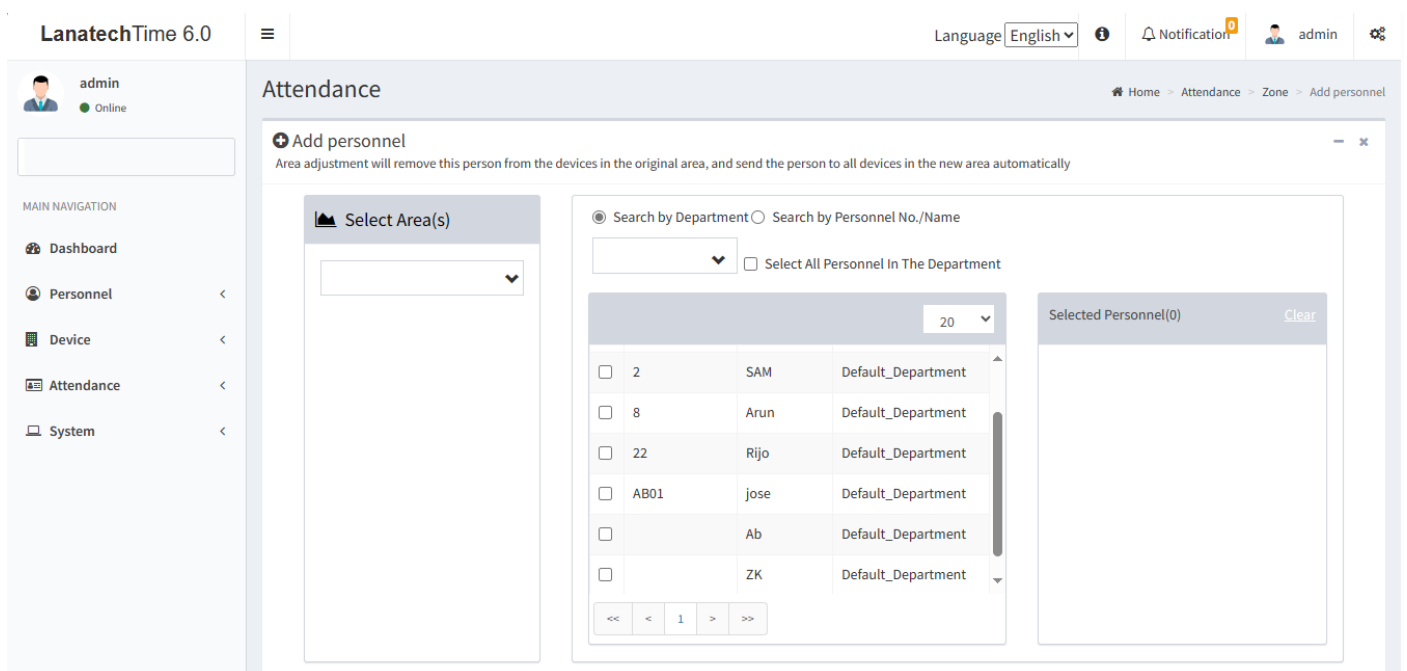 LanatechTime 6.0
Language English
Notification 0
admin
admin
Online
Attendance
Home > Attendance > Zone > Add personnel
Add personnel
Area adjustment will remove this person from the devices in the original area, and send the person to all devices in the new area automatically
MAIN NAVIGATION
Dashboard
Personnel
Device
Attendance
System
Select Area(s)
Search by Department Search by Personnel No./Name
Select All Personnel In The Department
20
2 SAM Default_Department
8 Arun Default_Department
22 Rijo Default_Department
AB01 jose Default_Department
Ab Default_Department
ZK Default_Department
<< < 1 > >>
Selected Personnel(0) Clear